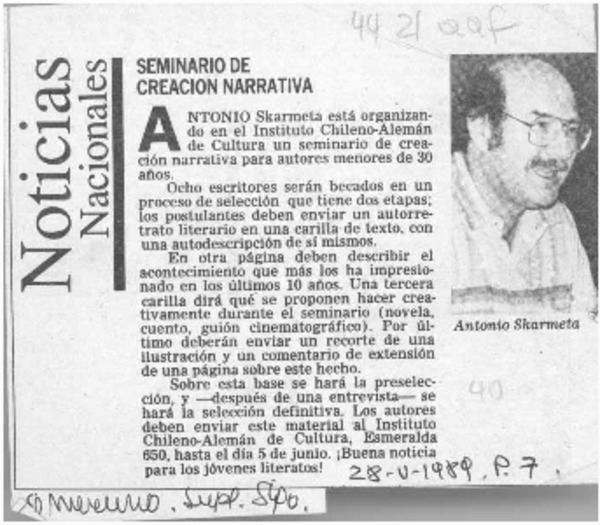 44 21 aaf
Noticias
Nacionales
SEMINARIO DE
CREACION NARRATIVA
ANTONIO Skarmeta está organizan-
do en el Instituto Chileno-Alemán
de Cultura un seminario de crea-
ción narrativa para autores menores de 30
años.
Ocho escritores serán becados en un
proceso de selección que tiene dos etapas;
los postulantes deben enviar un autorre-
trato literario en una carilla de texto, con
una autodescripción de sí mismos.
En otra página deben describir el
acontecimiento que más los ha impresio-
nado en los últimos 10 años. Una tercera
carilla dirá qué se proponen hacer crea-
tivamente durante el seminario (novela,
cuento, guión cinematográfico). Por úl-
timo deberán enviar un recorte de una
ilustración y un comentario de extensión
de una página sobre este hecho.
Sobre esta base se hará la preselec-
ción, y —después de una entrevista— se
hará la selección definitiva. Los autores
deben enviar este material al Instituto
Chileno-Alemán de Cultura, Esmeralda
650, hasta el día 5 de junio. ¡Buena noticia
para los jóvenes literatos!
Antonio Skarmeta
40
28-V-1989. P. 7.
Mercurio. Supl. Stgo.